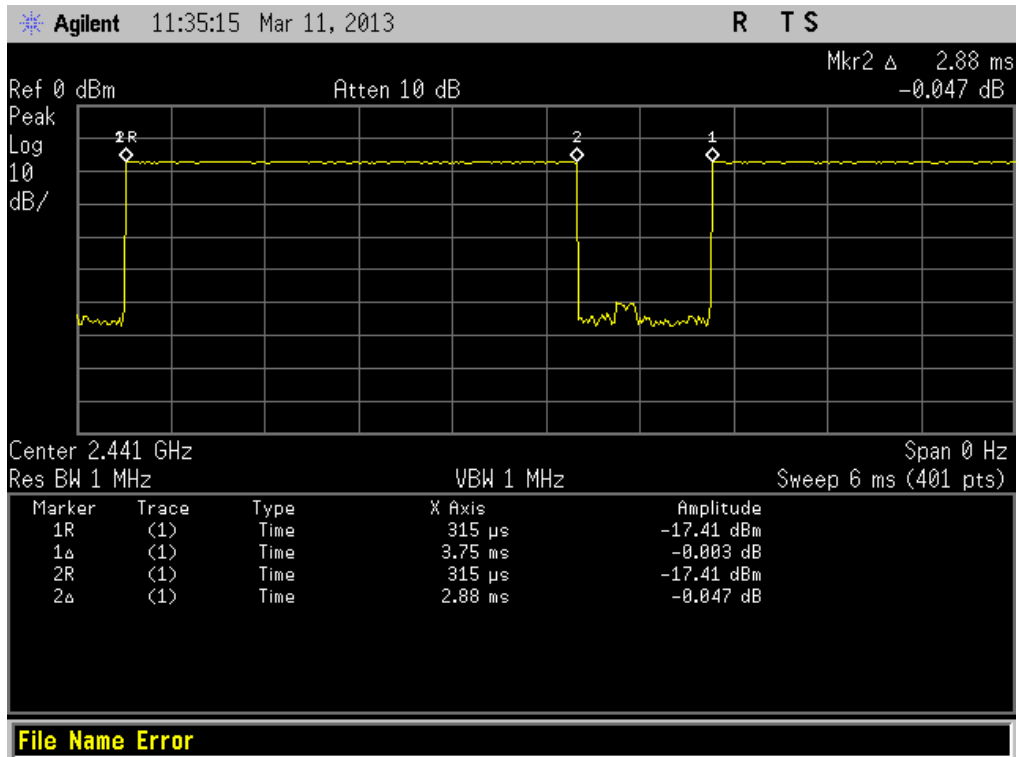 Agilent 11:35:15 Mar 11, 2013 R T S
Mkr2 Δ 2.88 ms
Ref 0 dBm Atten 10 dB -0.047 dB
Peak
Log
10
dB/
2R 2 1
Center 2.441 GHz Span 0 Hz
Res BW 1 MHz VBW 1 MHz Sweep 6 ms (401 pts)
Marker Trace Type X Axis Amplitude
1R (1) Time 315 µs -17.41 dBm
1Δ (1) Time 3.75 ms -0.003 dB
2R (1) Time 315 µs -17.41 dBm
2Δ (1) Time 2.88 ms -0.047 dB
File Name Error